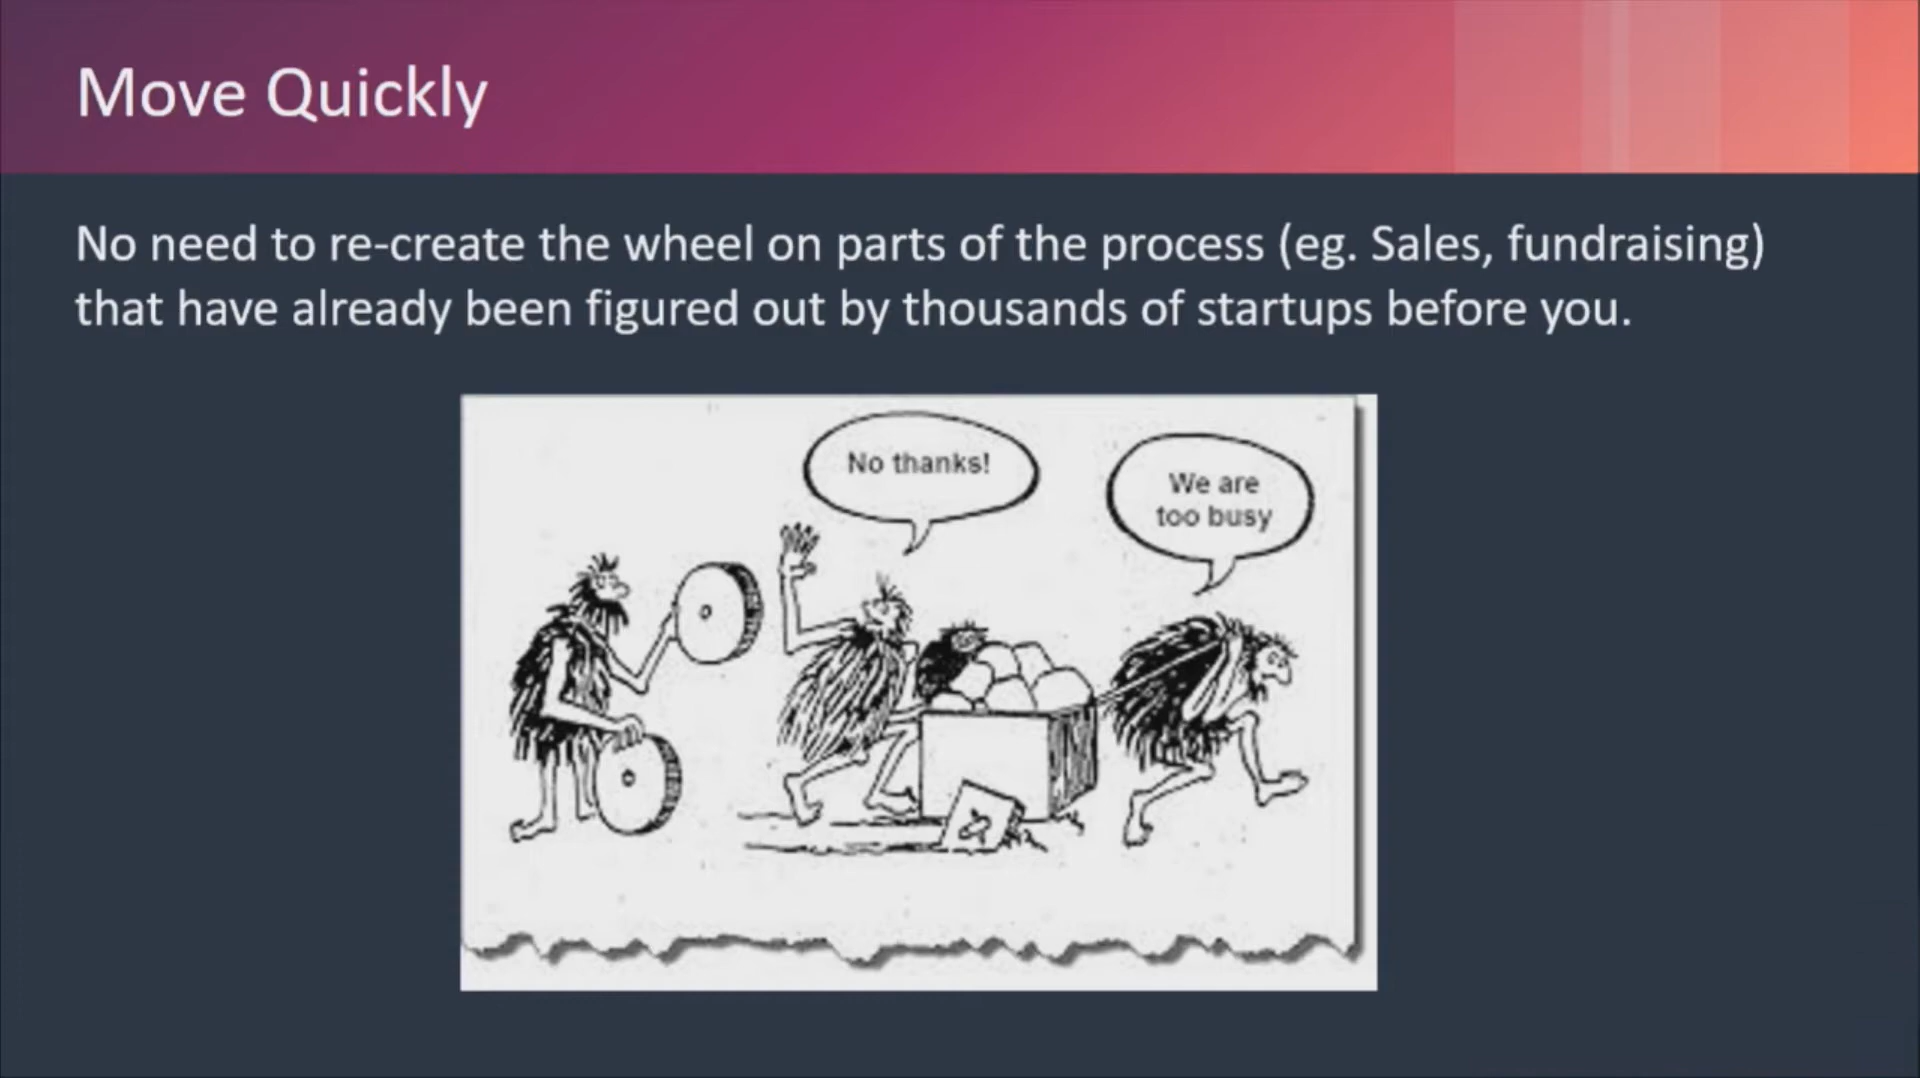 Move Quickly
No need to re-create the wheel on parts of the process (eg. Sales, fundraising)
that have already been figured out by thousands of startups before you.
No thanks!
We are
too busy